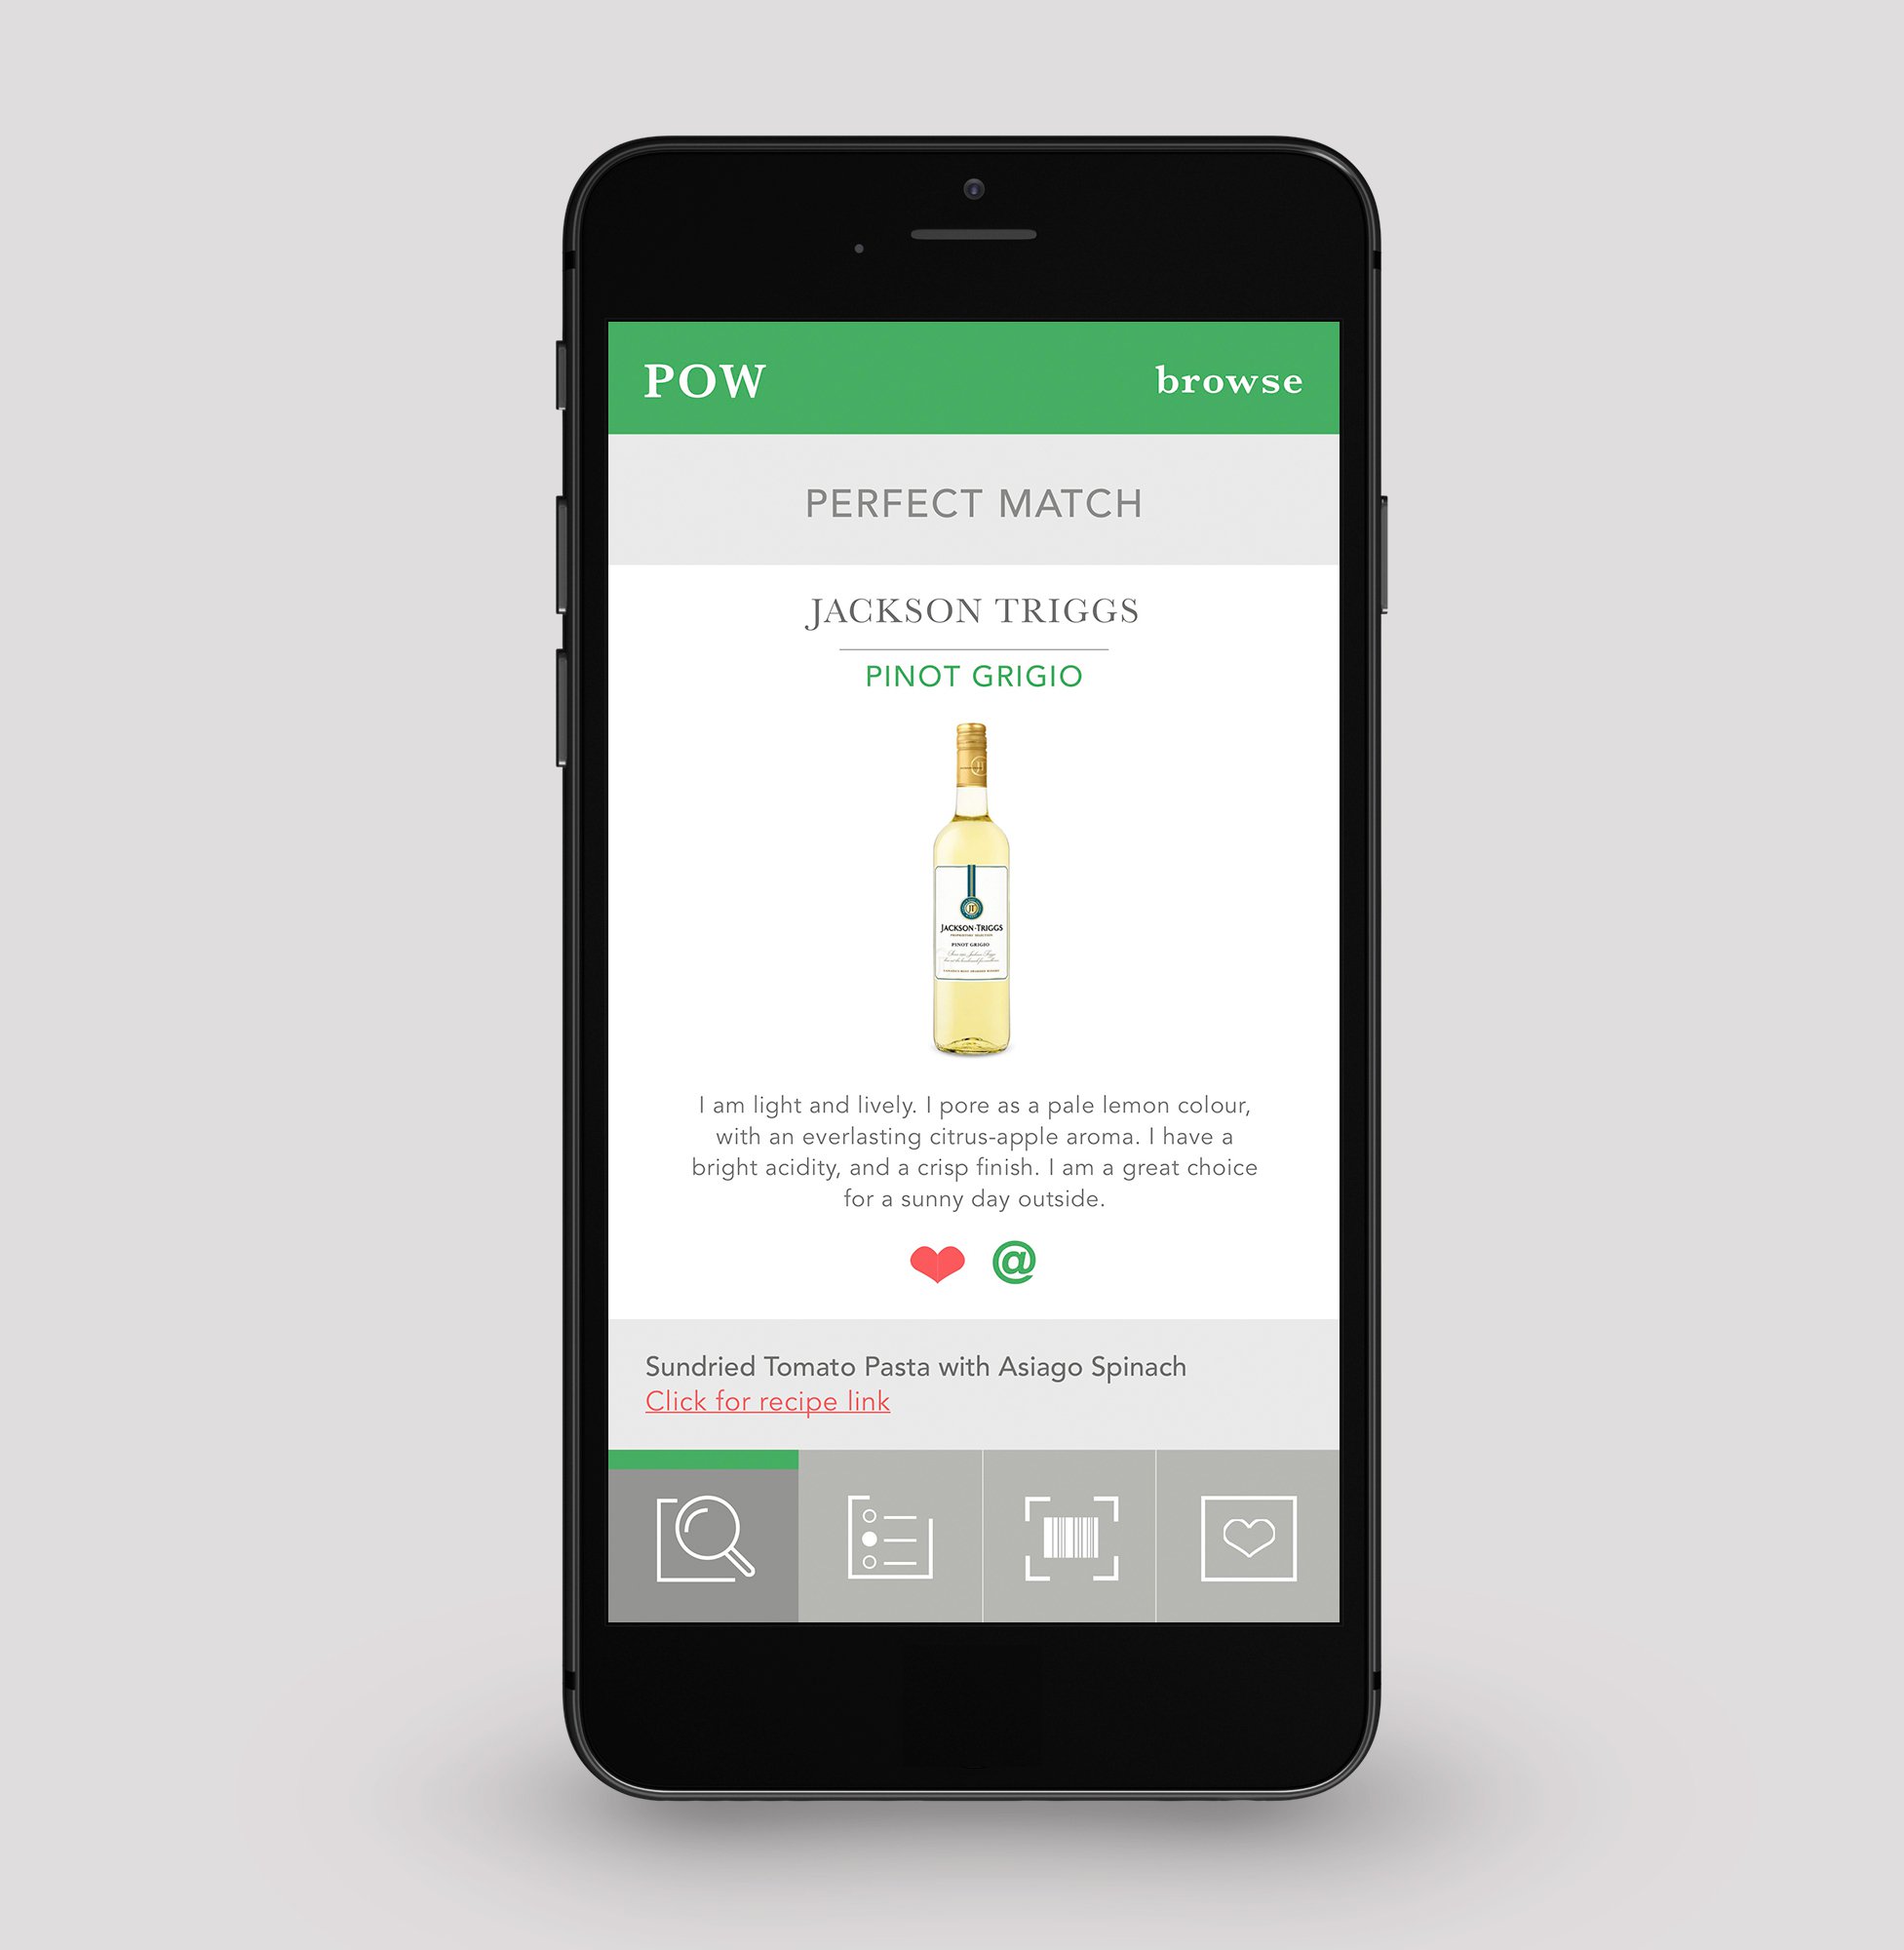 POW
browse
PERFECT MATCH
JACKSON TRIGGS
PINOT GRIGIO
JACKSON-TRIGGS
PROPRIETORS' SELECTION
PINOT GRIGIO
I am light and lively. I pore as a pale lemon colour,
with an everlasting citrus-apple aroma. I have a
bright acidity, and a crisp finish. I am a great choice
for a sunny day outside.
@
Sundried Tomato Pasta with Asiago Spinach
Click for recipe link